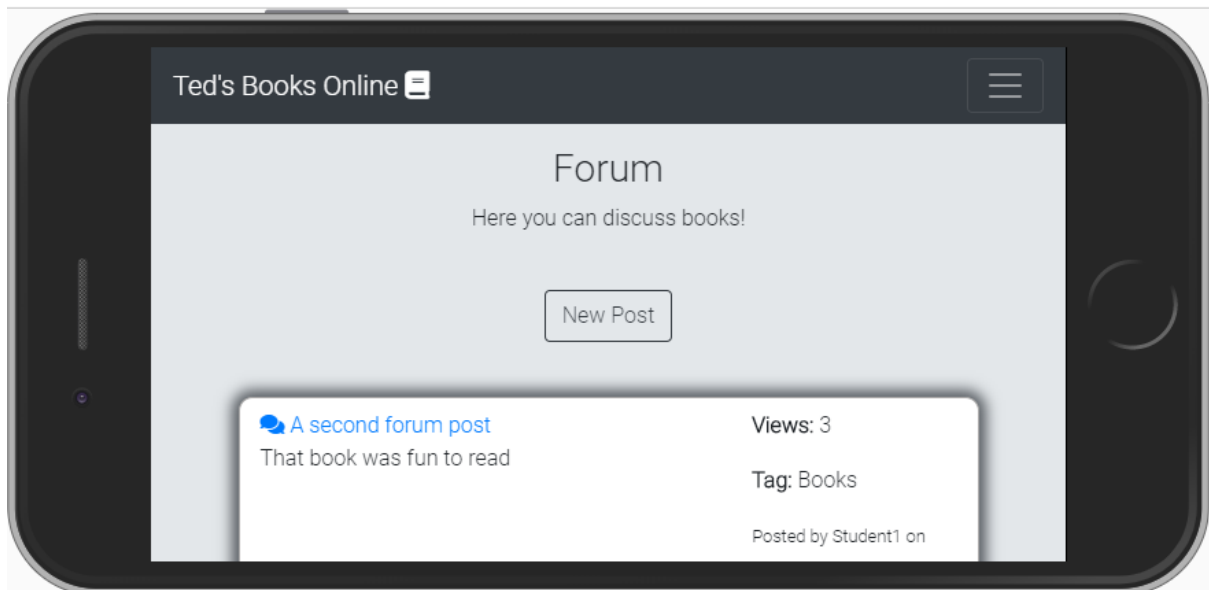 Ted's Books Online
Forum
Here you can discuss books!
New Post
A second forum post
That book was fun to read
Views: 3
Tag: Books
Posted by Student1 on